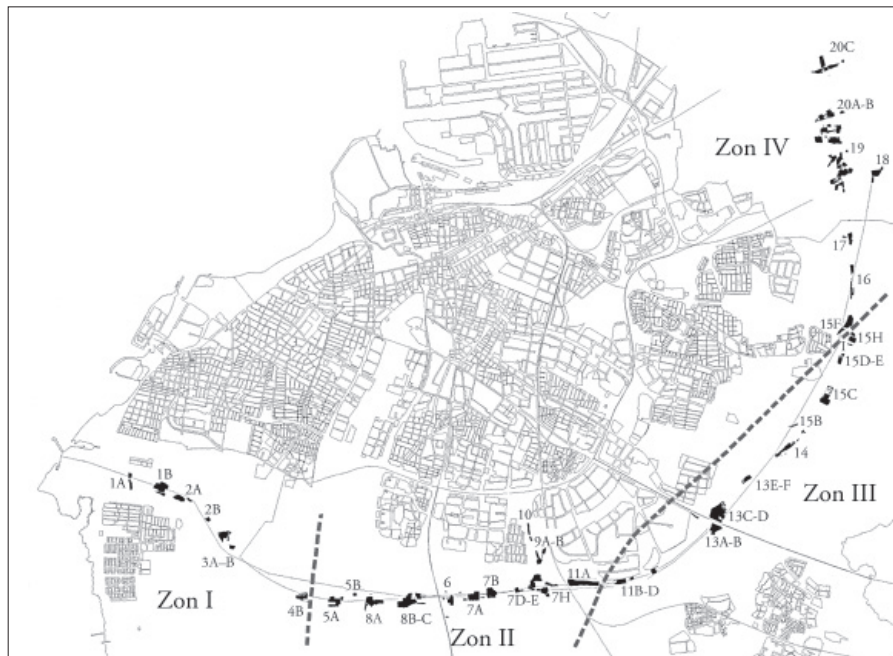 20C
20A-B
Zon IV
19
18
17
16
15F
15H
15D-E
15C
15B
14
13E-F
Zon III
13C-D
13A-B
1A
1B
2A
2B
3A–B
10
9A-B
Zon I
4B
5B
5A
8A
8B-C
6
7A
7B
7D-E
7H
11A
11B-D
Zon II